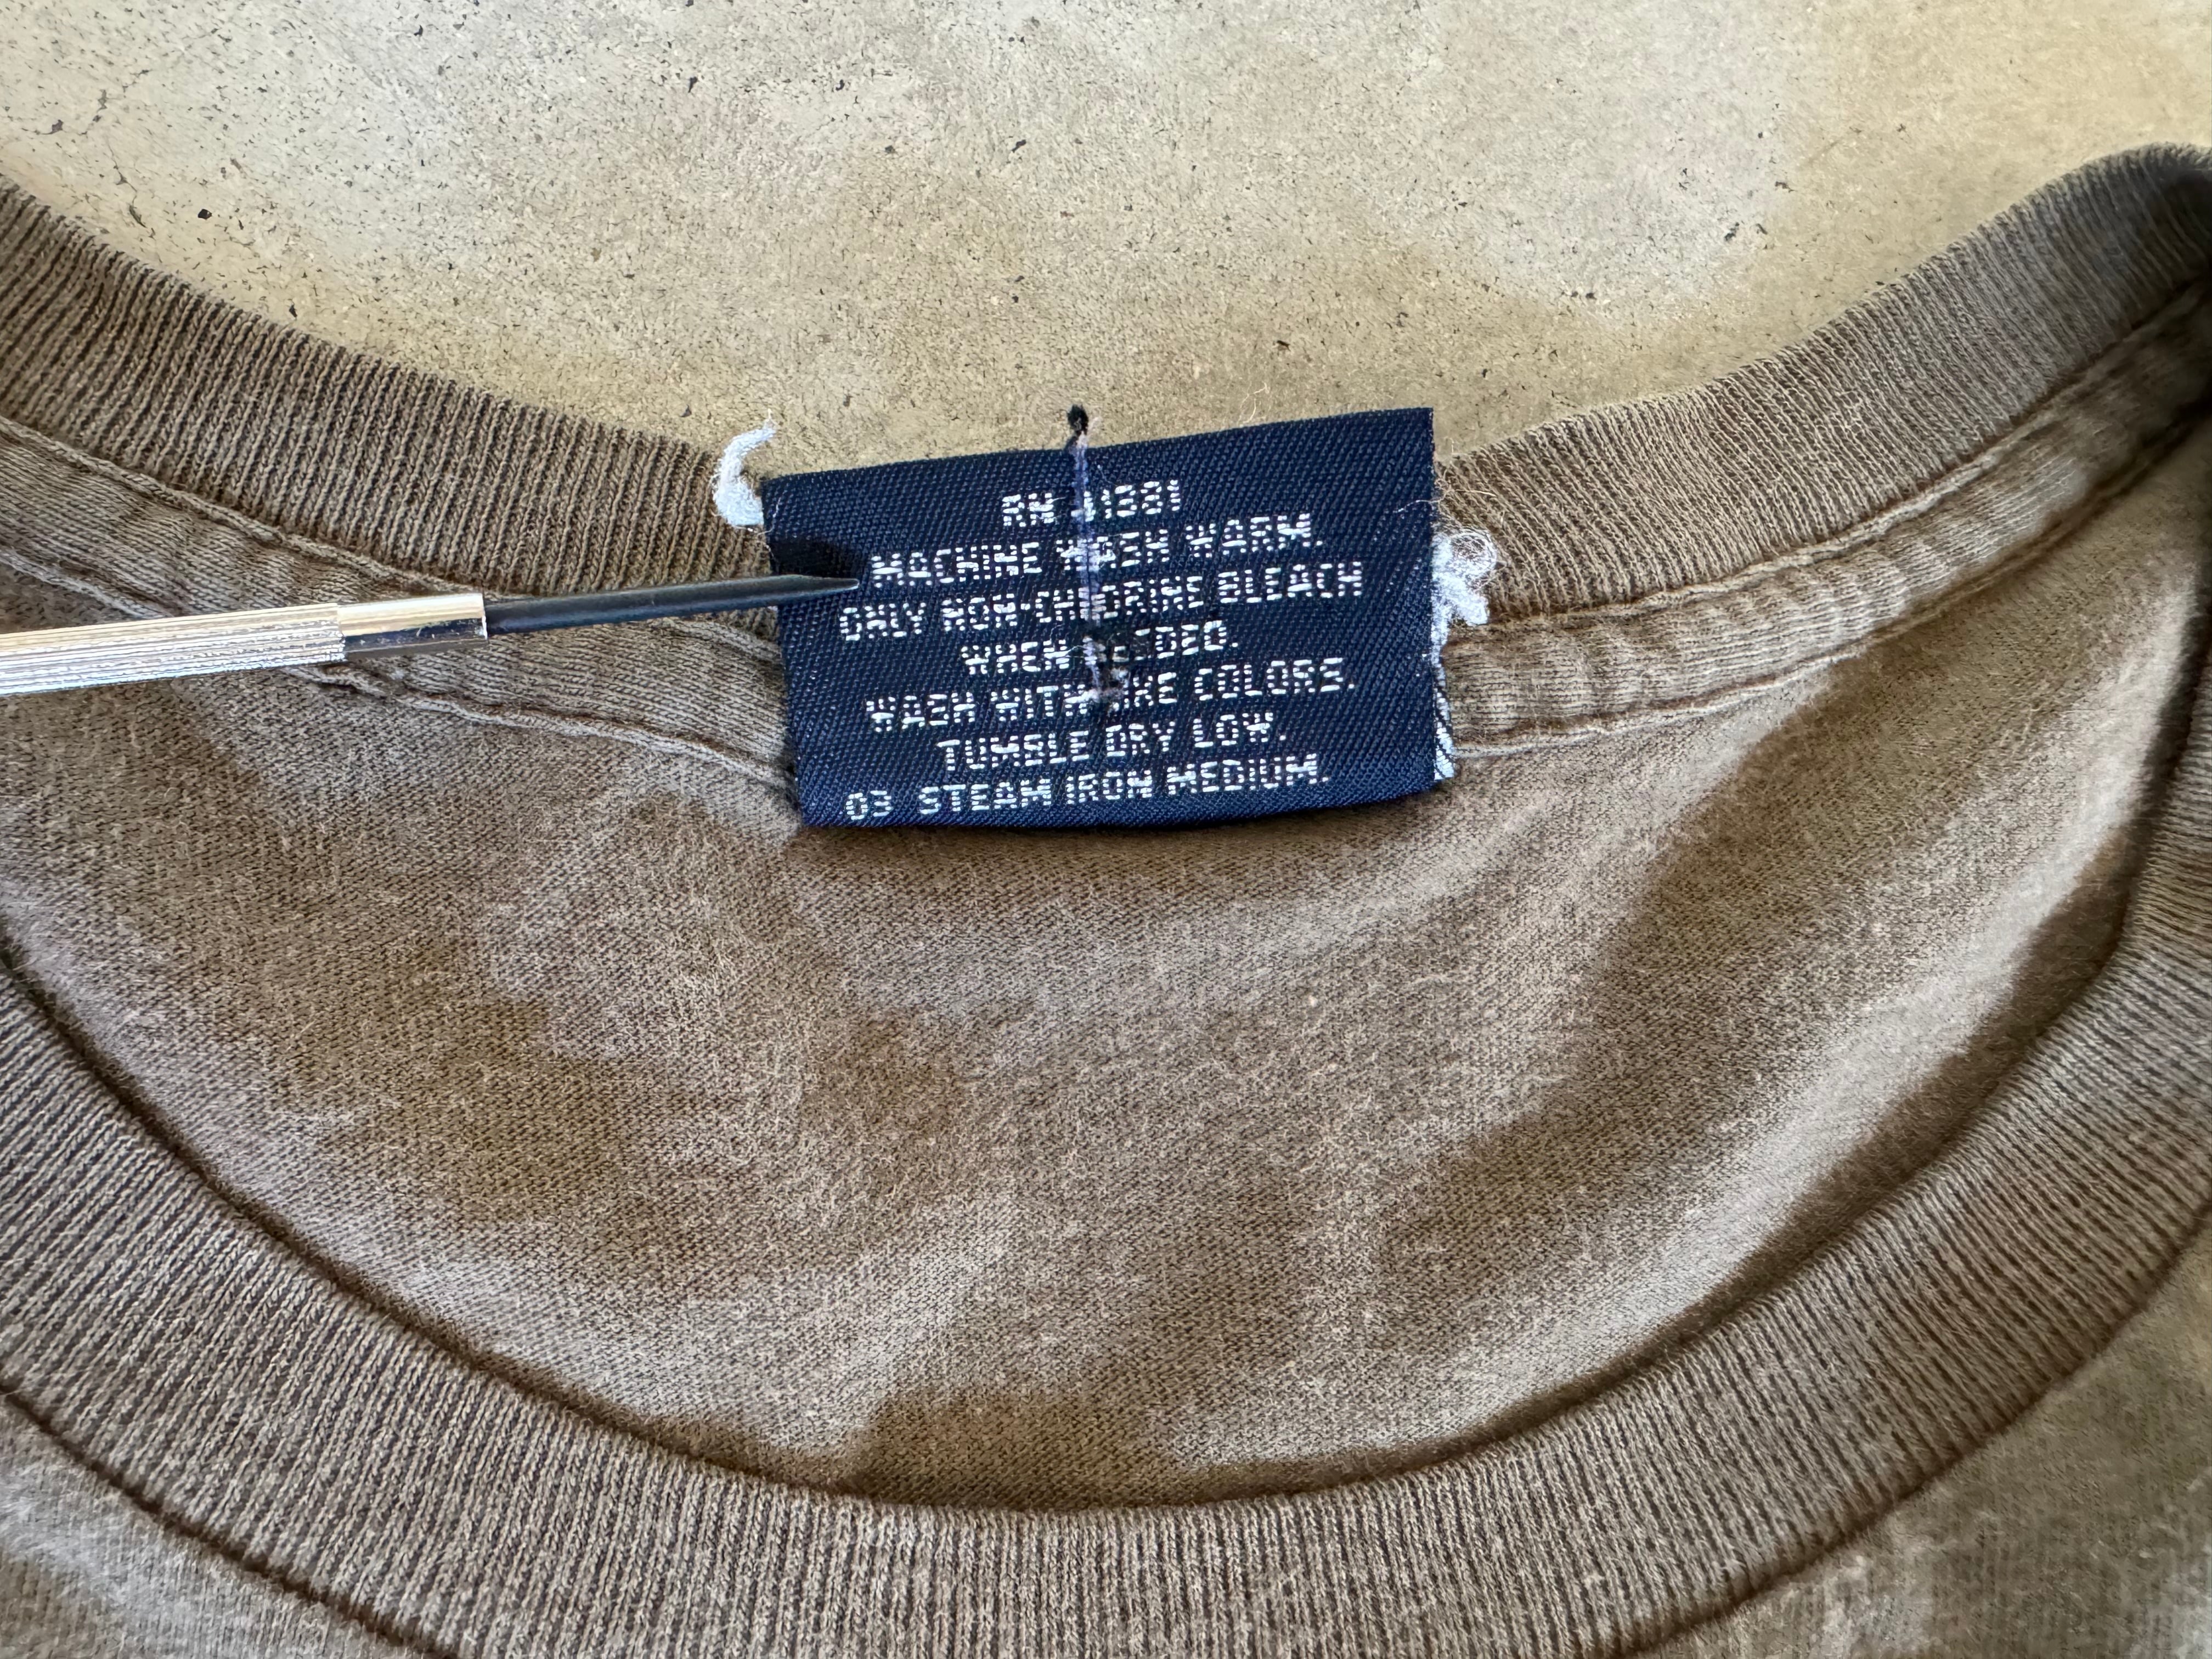 RN 41381
MACHINE WASH WARM.
ONLY NON-CHLORINE BLEACH
WHEN NEEDED.
WASH WITH LIKE COLORS.
TUMBLE DRY LOW.
03 STEAM IRON MEDIUM.